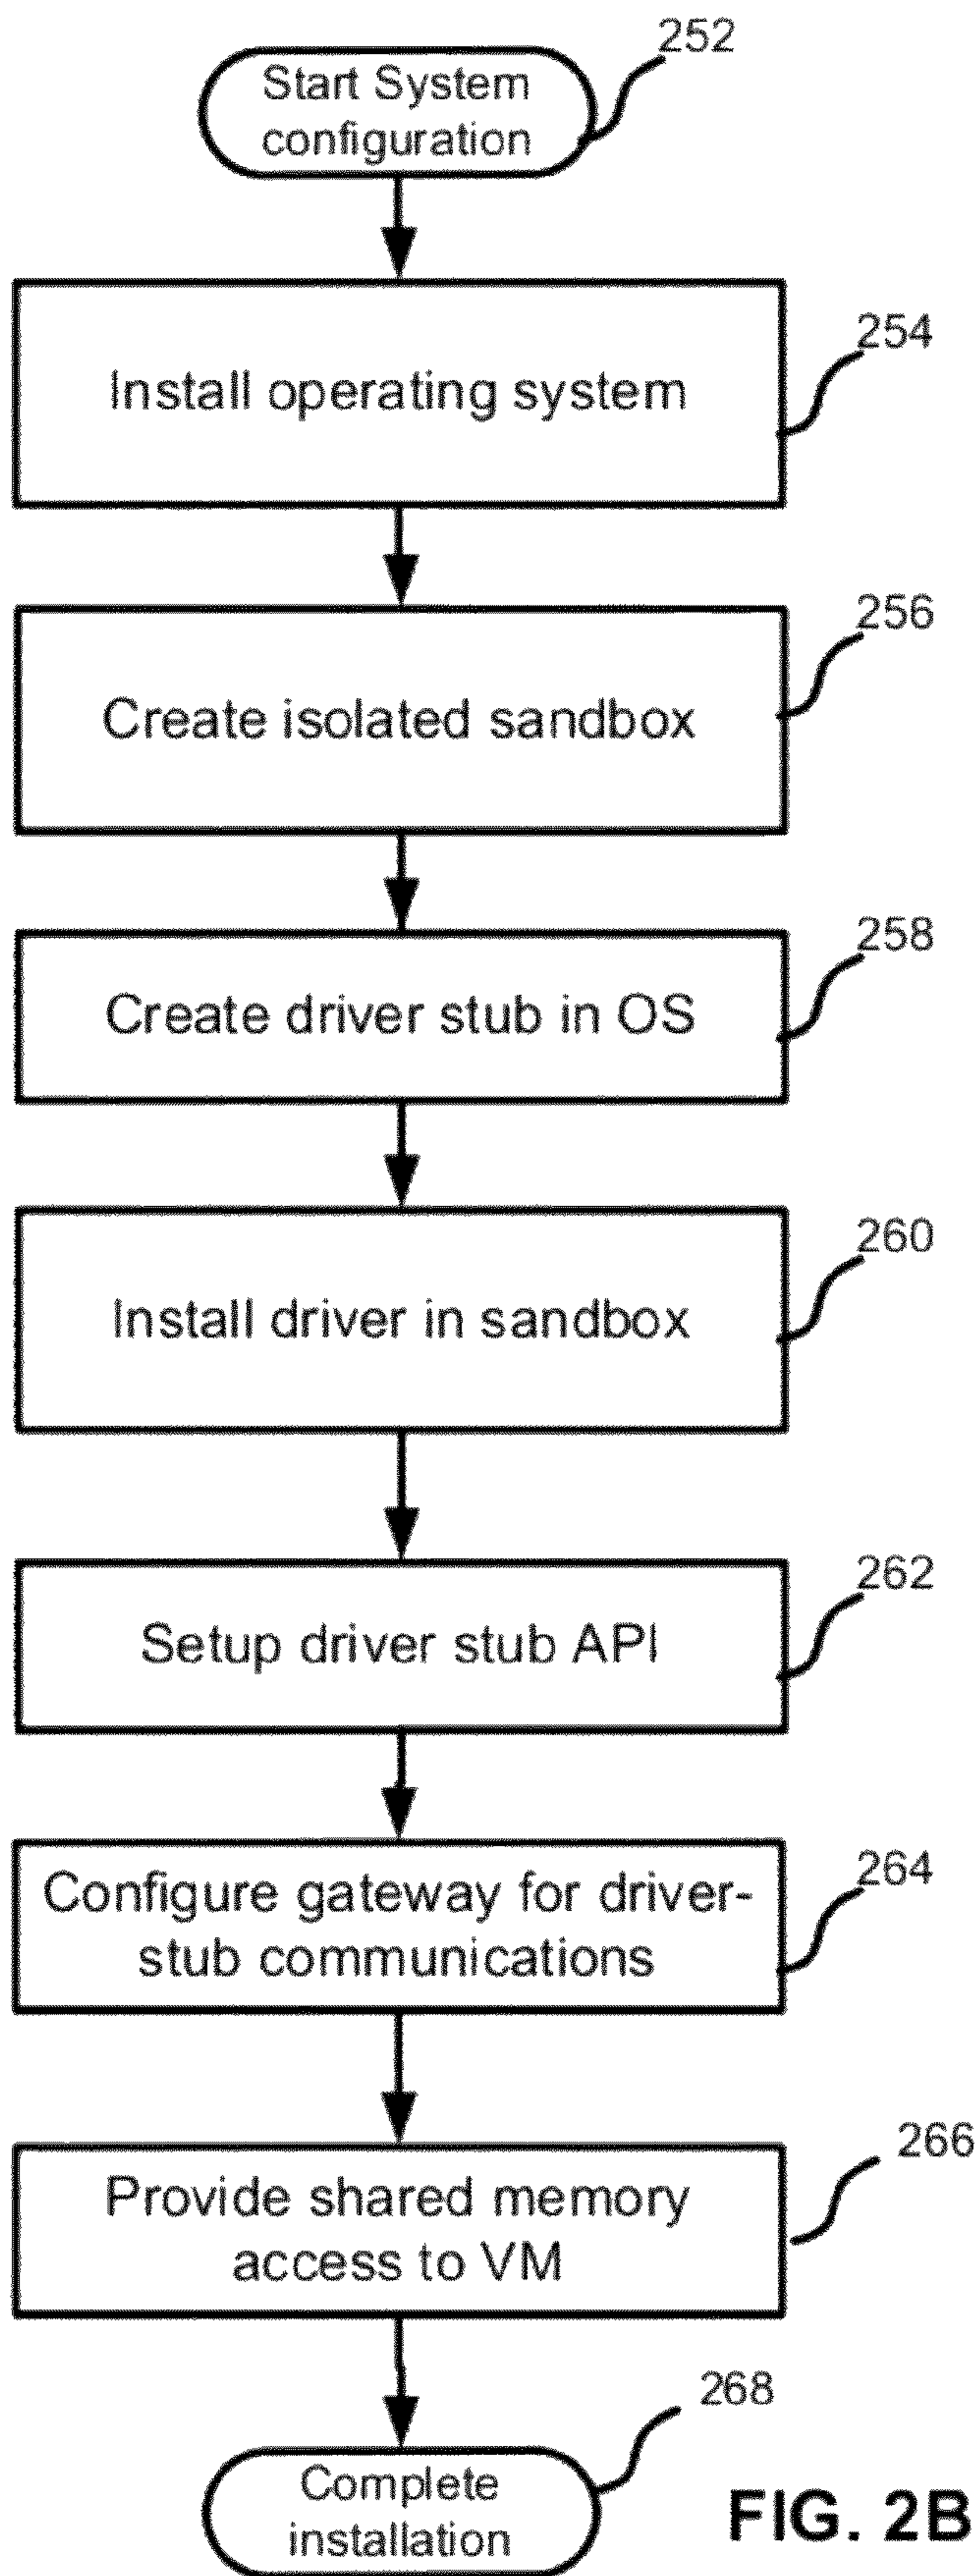 252
Start System
configuration
254
Install operating system
256
Create isolated sandbox
258
Create driver stub in OS
260
Install driver in sandbox
262
Setup driver stub API
264
Configure gateway for driver-
stub communications
266
Provide shared memory
access to VM
268
Complete
installation
FIG. 2B